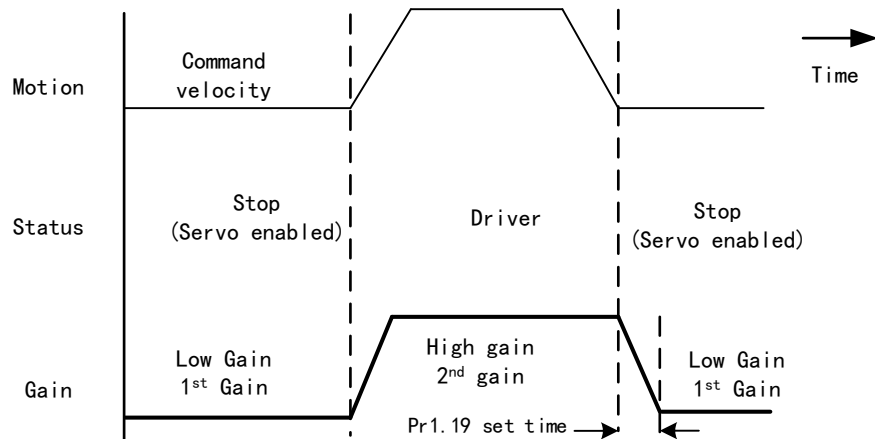 Motion
Command
velocity
Time
Status
Stop
(Servo enabled)
Driver
Stop
(Servo enabled)
Gain
Low Gain
1st Gain
High gain
2nd gain
Low Gain
1st Gain
Pr1.19 set time